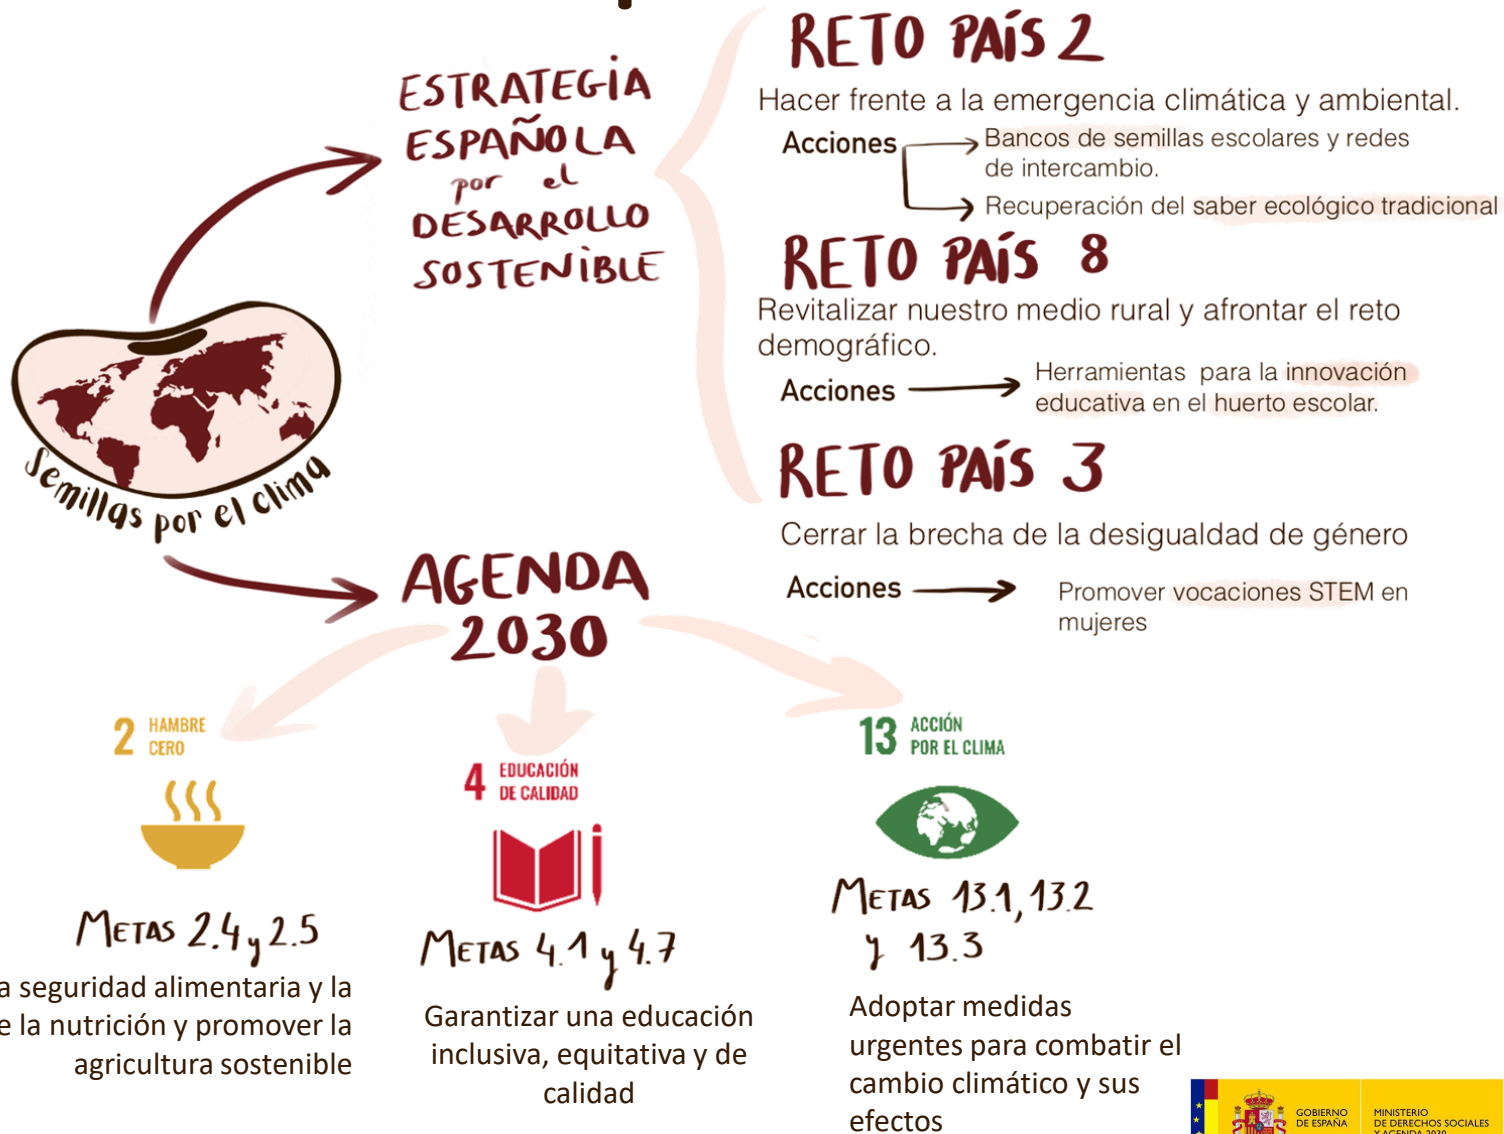 Semillas por el clima
ESTRATEGIA
ESPAÑOLA
por el
DESARROLLO
SOSTENIBLE
RETO PAÍS 2
Hacer frente a la emergencia climática y ambiental.
Acciones
Bancos de semillas escolares y redes
de intercambio.
Recuperación del saber ecológico tradicional
RETO PAÍS 8
Revitalizar nuestro medio rural y afrontar el reto
demográfico.
Acciones
Herramientas para la innovación
educativa en el huerto escolar.
RETO PAÍS 3
Cerrar la brecha de la desigualdad de género
Acciones
Promover vocaciones STEM en
mujeres
AGENDA
2030
2 HAMBRE
CERO
METAS 2.4 y 2.5
a seguridad alimentaria y la
e la nutrición y promover la
agricultura sostenible
4 EDUCACIÓN
DE CALIDAD
METAS 4.1 y 4.7
Garantizar una educación
inclusiva, equitativa y de
calidad
13 ACCIÓN
POR EL CLIMA
METAS 13.1, 13.2
y 13.3
Adoptar medidas
urgentes para combatir el
cambio climático y sus
efectos
GOBIERNO
DE ESPAÑA
MINISTERIO
DE DERECHOS SOCIALES
Y AGENDA 2030